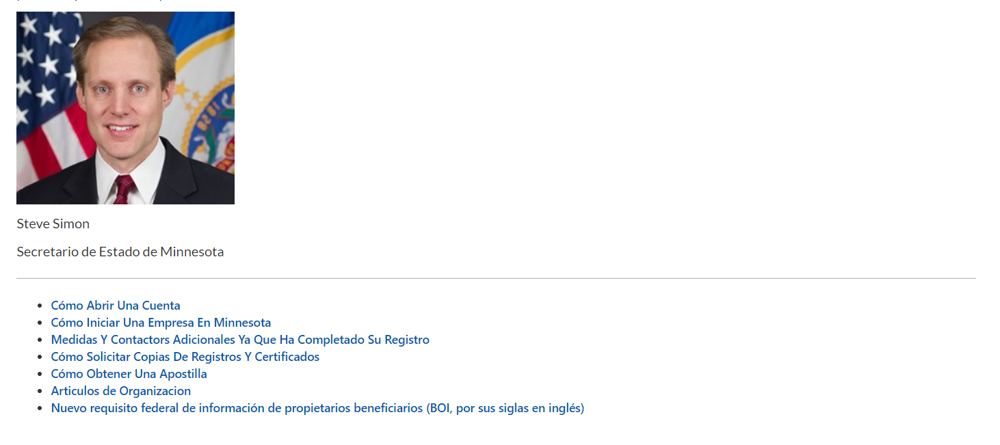 Steve Simon
Secretario de Estado de Minnesota
Cómo Abrir Una Cuenta
Cómo Iniciar Una Empresa En Minnesota
Medidas Y Contactors Adicionales Ya Que Ha Completado Su Registro
Cómo Solicitar Copias De Registros Y Certificados
Cómo Obtener Una Apostilla
Articulos de Organizacion
Nuevo requisito federal de información de propietarios beneficiarios (BOI, por sus siglas en inglés)